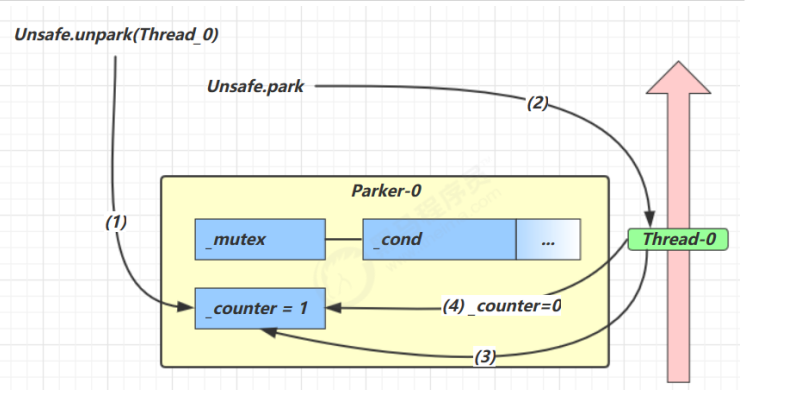 Unsafe.unpark(Thread_0)
Unsafe.park
(2)
Parker-0
(1)
_mutex
_cond
...
Thread-0
_counter = 1
(4) _counter=0
(3)